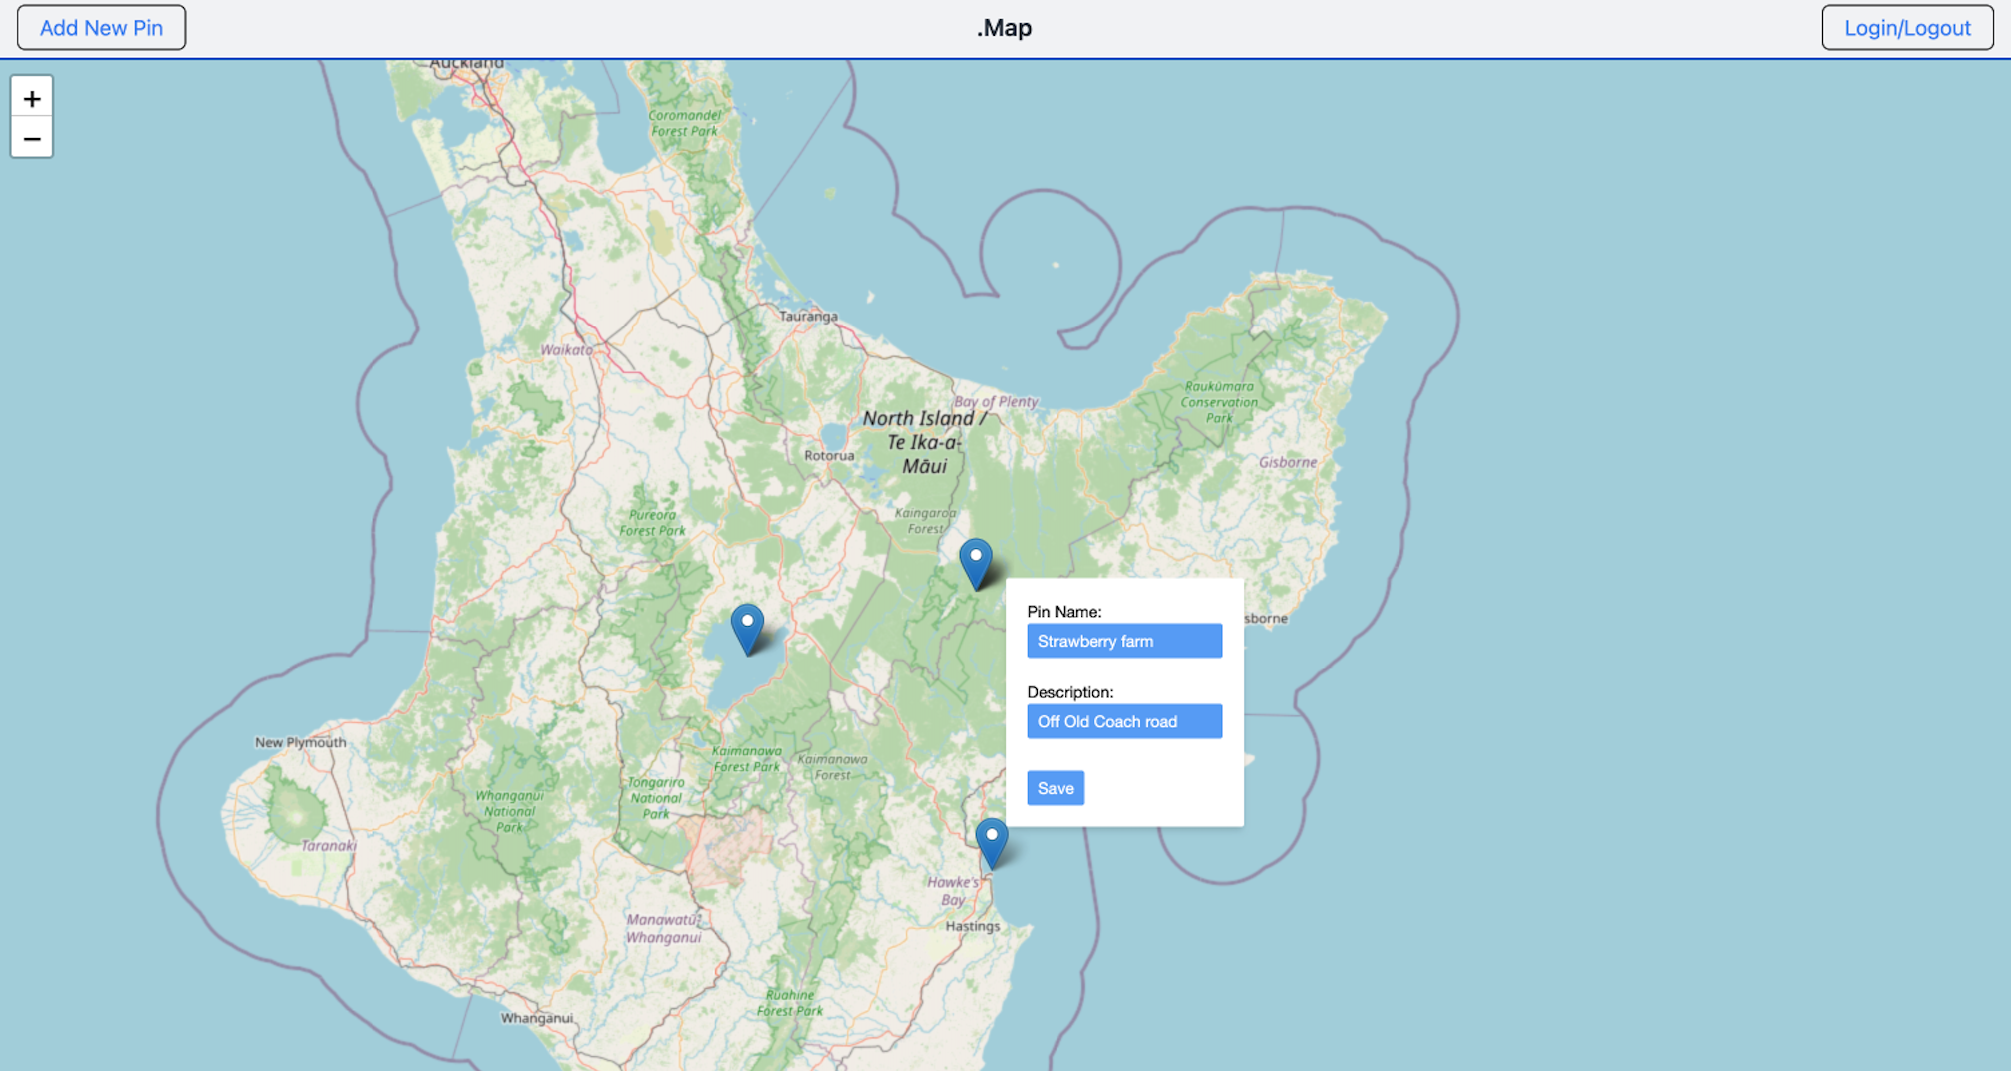 Add New Pin
.Map
Login/Logout
+
−
Auckland
Coromandel
Forest Park
Tauranga
Waikato
Bay of Plenty
North Island /
Te Ika-a-
Māui
Raukūmara
Conservation
Park
Rotorua
Gisborne
Pureora
Forest Park
Kaingaroa
Forest
Pin Name:
Strawberry farm
sborne
Description:
Off Old Coach road
New Plymouth
Kaimanawa
Forest Park
Kaimanawa
Forest
Tongariro
National
Park
Whanganui
National
Park
Save
Taranaki
Hawke's
Bay
Manawatū-
Whanganui
Hastings
Ruahine
Forest Park
Whanganui